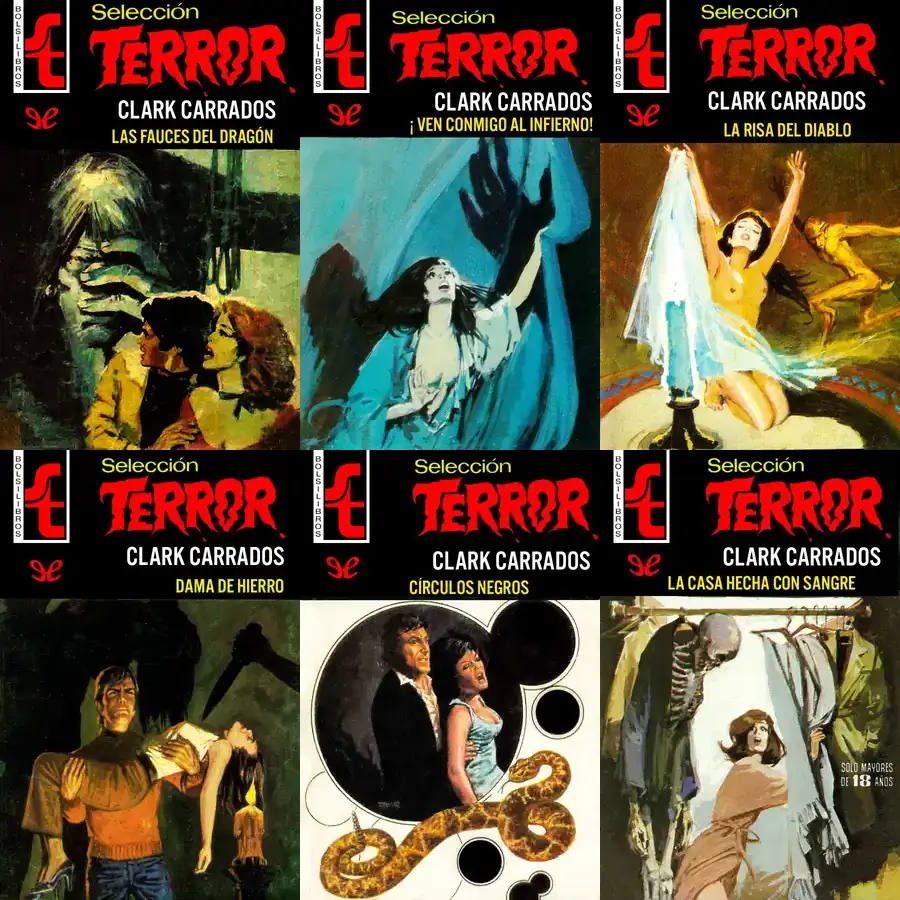 BOLSILIBROS
Selección
TERROR
CLARK CARRADOS
LAS FAUCES DEL DRAGÓN
BOLSILIBROS
Selección
TERROR
CLARK CARRADOS
¡VEN CONMIGO AL INFIERNO!
BOLSILIBROS
Selección
TERROR
CLARK CARRADOS
LA RISA DEL DIABLO
BOLSILIBROS
Selección
TERROR
CLARK CARRADOS
DAMA DE HIERRO
BOLSILIBROS
Selección
TERROR
CLARK CARRADOS
CÍRCULOS NEGROS
BOLSILIBROS
Selección
TERROR
CLARK CARRADOS
LA CASA HECHA CON SANGRE
SOLO MAYORES
DE 18 AÑOS